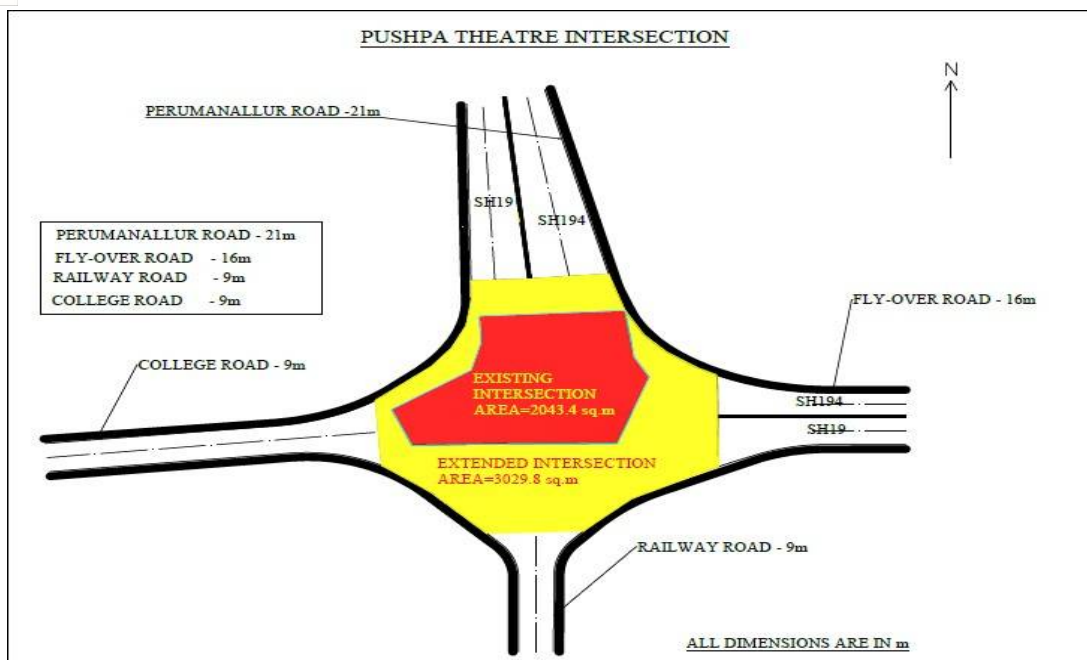 PUSHPA THEATRE INTERSECTION
N
PERUMANALLUR ROAD -21m
SH19
SH194
PERUMANALLUR ROAD - 21m
FLY-OVER ROAD - 16m
RAILWAY ROAD - 9m
COLLEGE ROAD - 9m
FLY-OVER ROAD - 16m
COLLEGE ROAD - 9m
EXISTING
INTERSECTION
AREA=2043.4 sq.m
SH194
SH19
EXTENDED INTERSECTION
AREA=3029.8 sq.m
RAILWAY ROAD - 9m
ALL DIMENSIONS ARE IN m